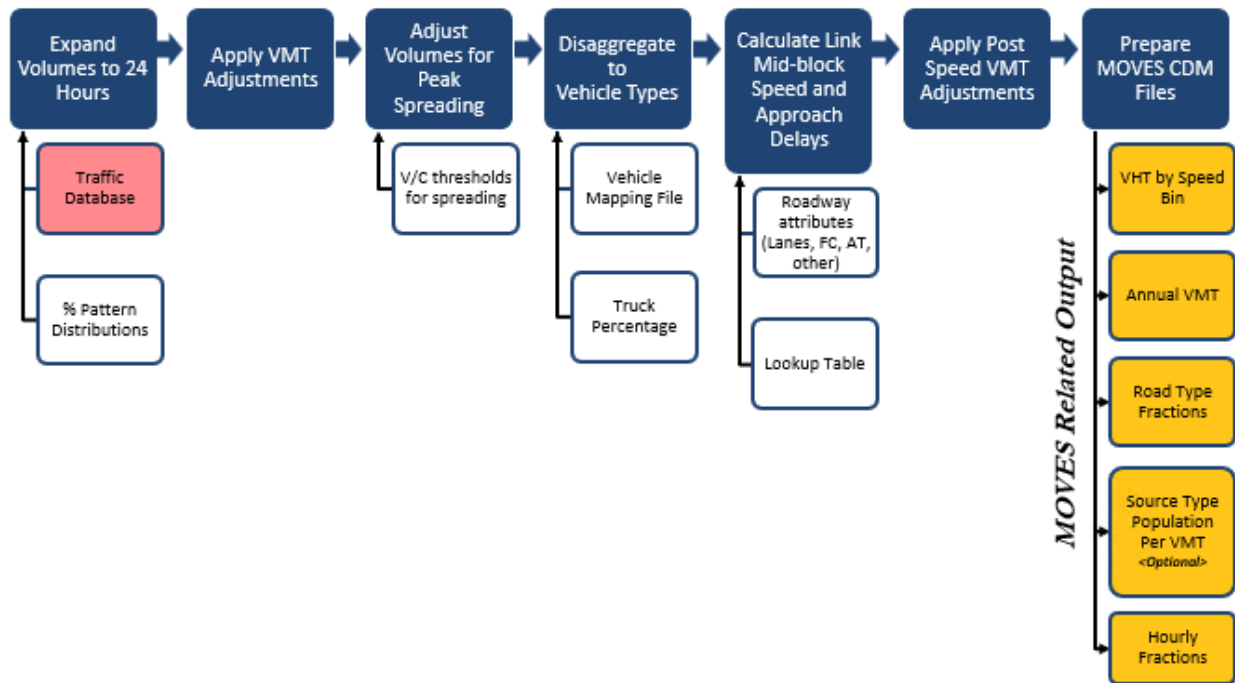 Expand
Volumes to 24
Hours
Apply VMT
Adjustments
Adjust
Volumes for
Peak
Spreading
Disaggregate
to
Vehicle Types
Calculate Link
Mid-block
Speed and
Approach
Delays
Apply Post
Speed VMT
Adjustments
Prepare
MOVES CDM
Files
Traffic
Database
% Pattern
Distributions
V/C thresholds
for spreading
Vehicle
Mapping File
Truck
Percentage
Roadway
attributes
(Lanes, FC, AT,
other)
Lookup Table
MOVES Related Output
VHT by Speed
Bin
Annual VMT
Road Type
Fractions
Source Type
Population
Per VMT
<Optional>
Hourly
Fractions